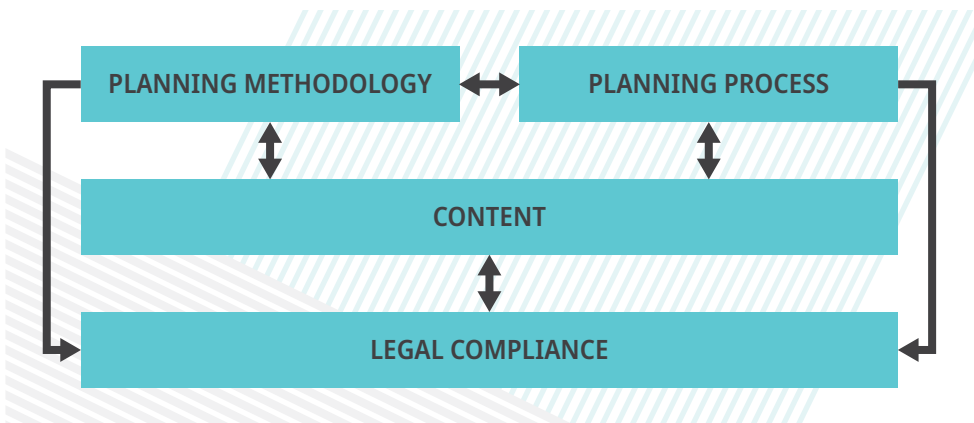 PLANNING METHODOLOGY
PLANNING PROCESS
CONTENT
LEGAL COMPLIANCE